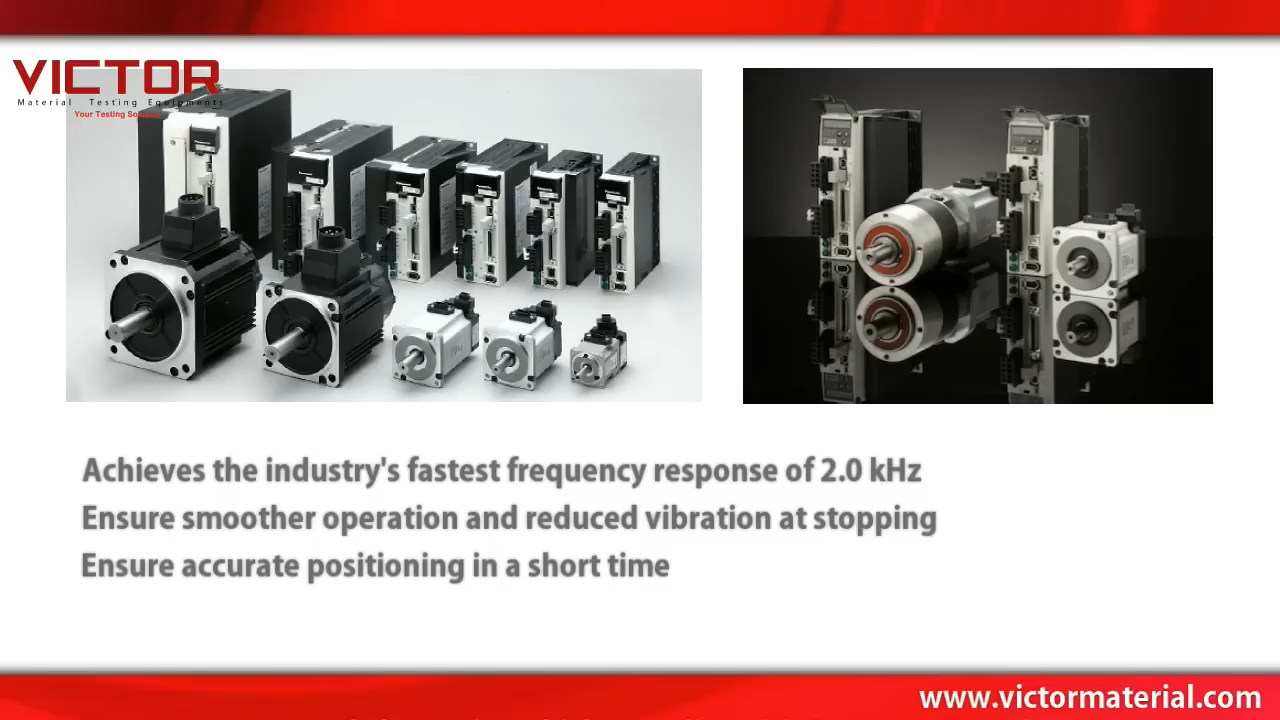 VICTOR
Material Testing Equipments
Your Testing
Achieves the industry's fastest frequency response of 2.0 kHz
Ensure smoother operation and reduced vibration at stopping
Ensure accurate positioning in a short time
www.victormaterial.com